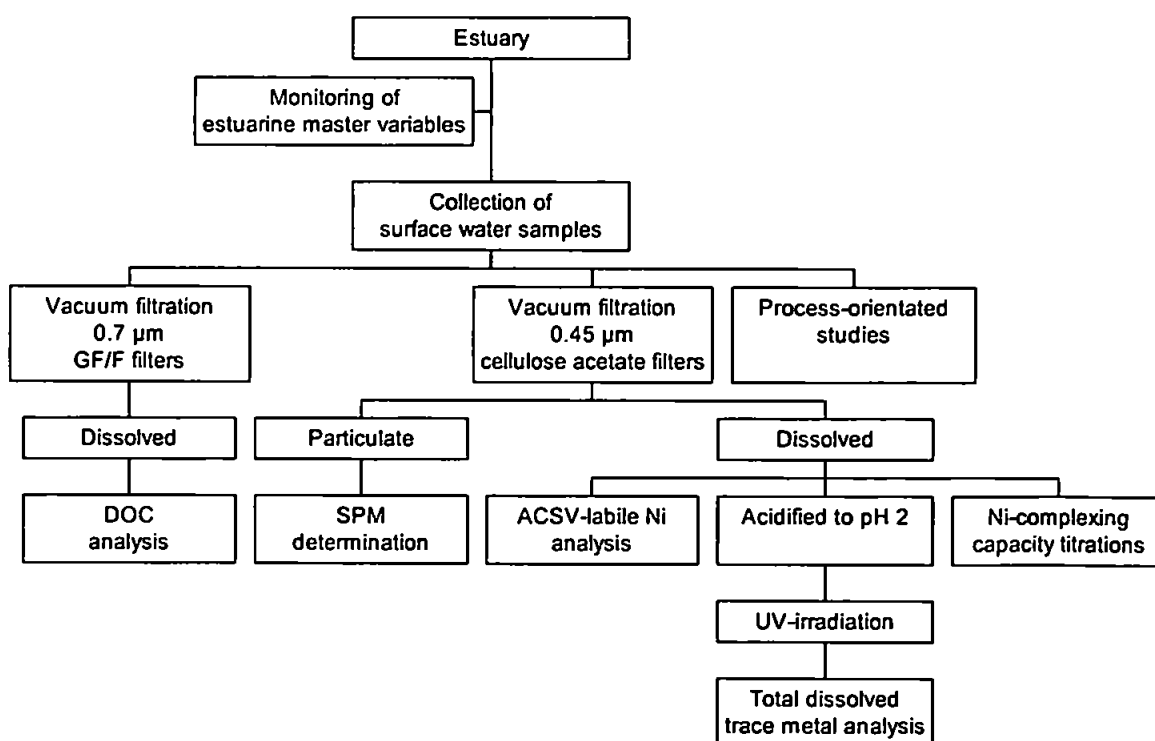 Estuary
Monitoring of
estuarine master variables
Collection of
surface water samples
Vacuum filtration
0.7 µm
GF/F filters
Vacuum filtration
0.45 µm
cellulose acetate filters
Process-orientated
studies
Dissolved
Particulate
Dissolved
DOC
analysis
SPM
determination
ACSV-labile Ni
analysis
Acidified to pH 2
Ni-complexing
capacity titrations
UV-irradiation
Total dissolved
trace metal analysis